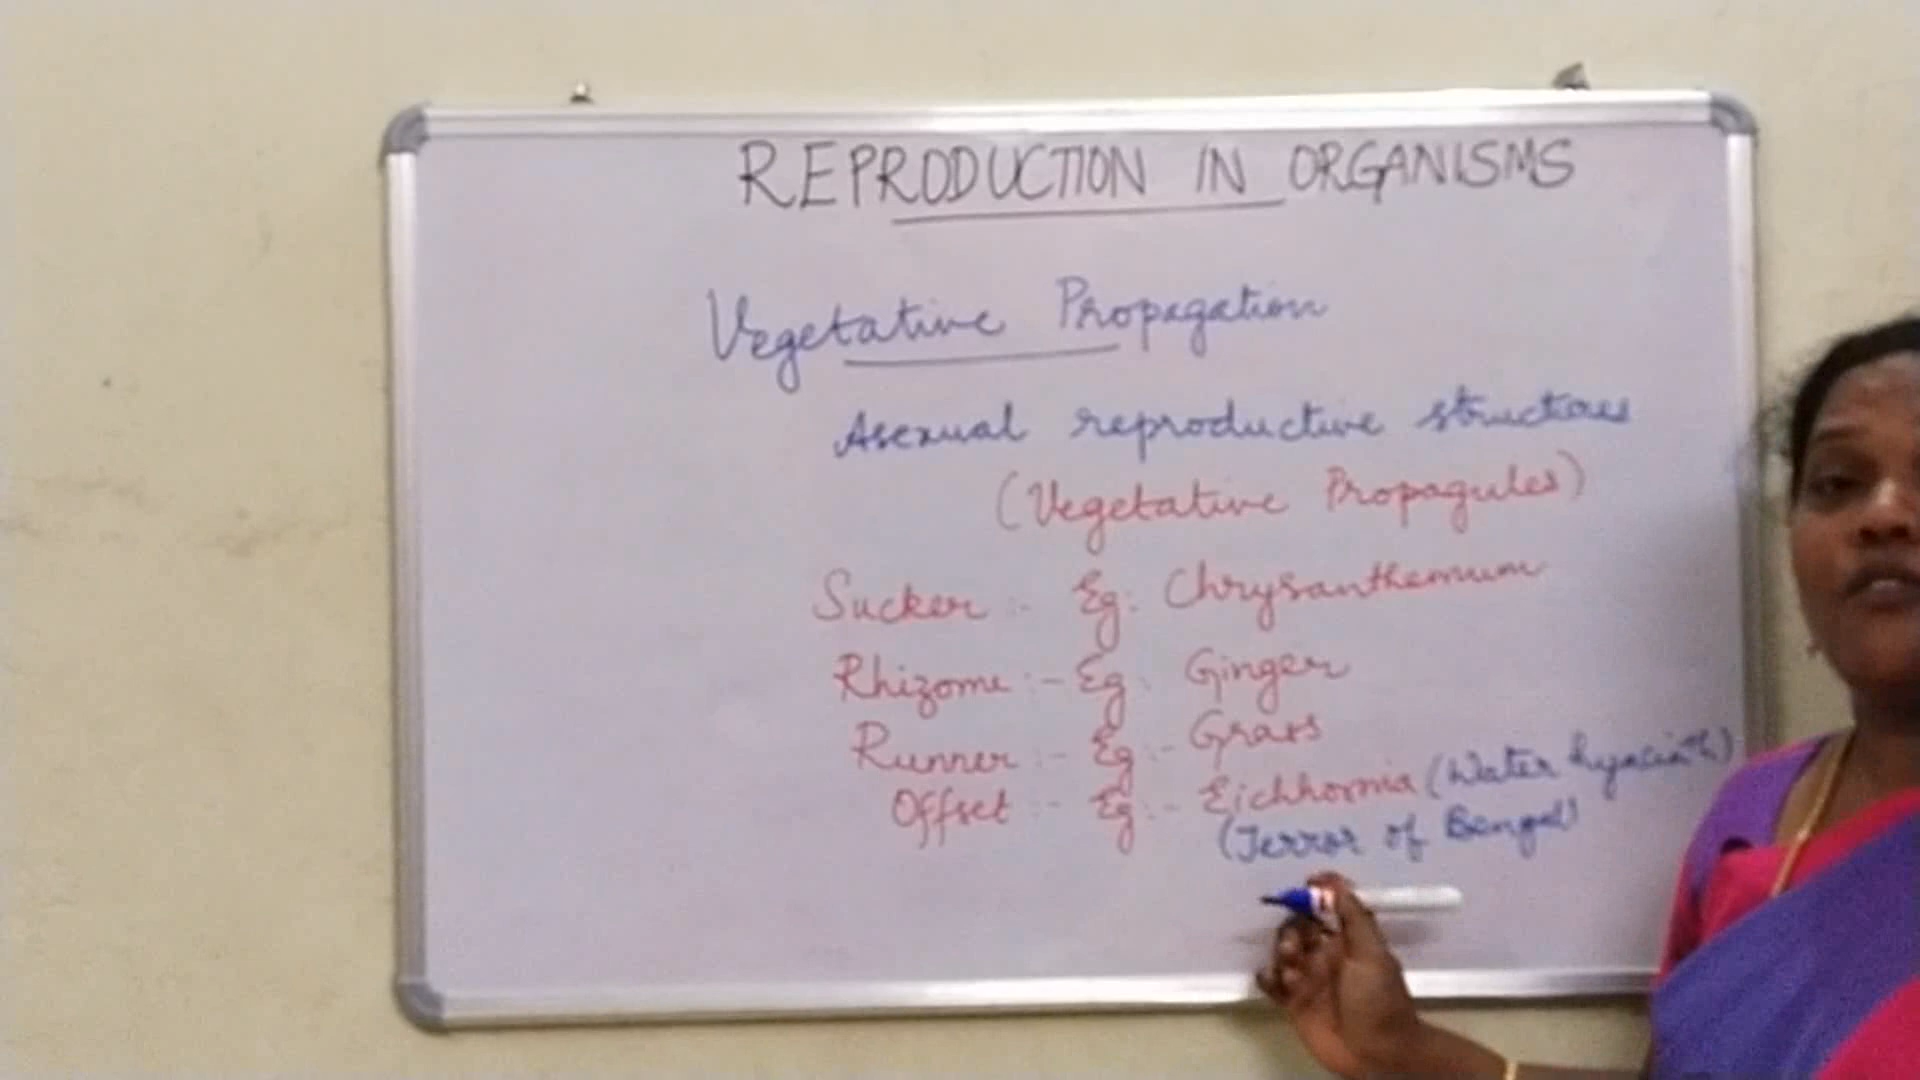 REPRODUCTION IN ORGANISMS
Vegetative Propagation
Asexual reproductive structures
(Vegetative Propagules)
Sucker :- Eg: Chrysanthemum
Rhizome :- Eg: Ginger
Runner :- Eg :- Grass
Offset :- Eg :- Eichhornia (Water hyacinth)
(Terror of Bengal)